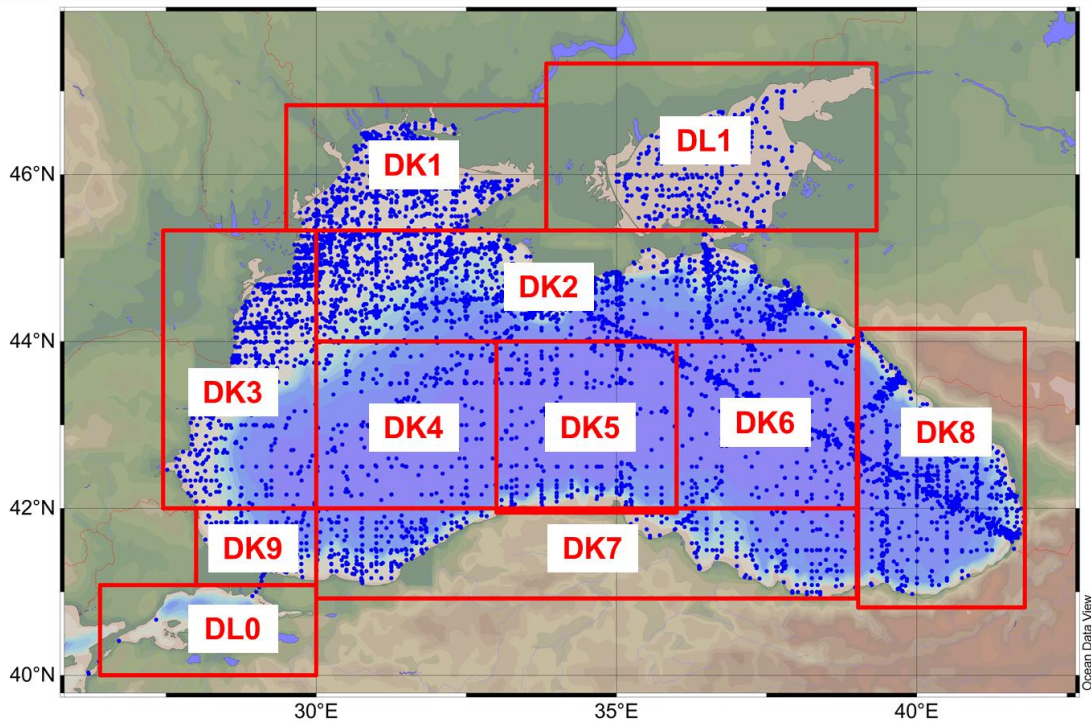 46°N
44°N
42°N
40°N
DK1
DL1
DK2
DK3
DK4
DK5
DK6
DK8
DK9
DK7
DL0
30°E
35°E
40°E
Ocean Data View